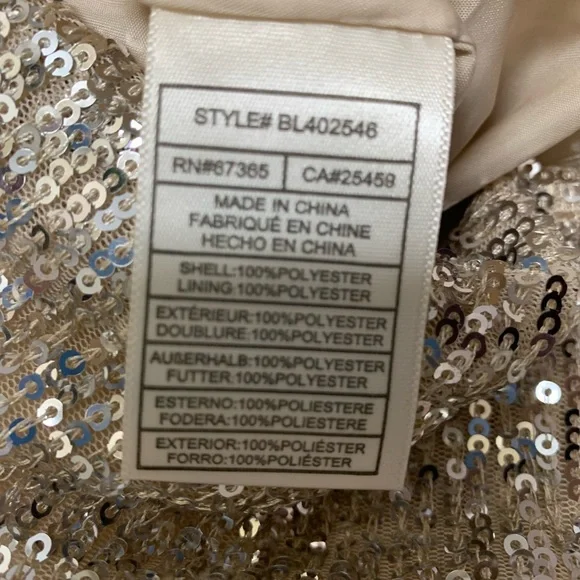 STYLE# BL402546
RN#67365 CA#25459
MADE IN CHINA
FABRIQUÉ EN CHINE
HECHO EN CHINA
SHELL:100%POLYESTER
LINING:100%POLYESTER
EXTÉRIEUR:100%POLYESTER
DOUBLURE:100%POLYESTER
AUẞERHALB:100%POLYESTER
FUTTER:100%POLYESTER
ESTERNO:100%POLIESTERE
FODERA:100%POLIESTERE
EXTERIOR:100%POLIÉSTER
FORRO:100%POLIÉSTER